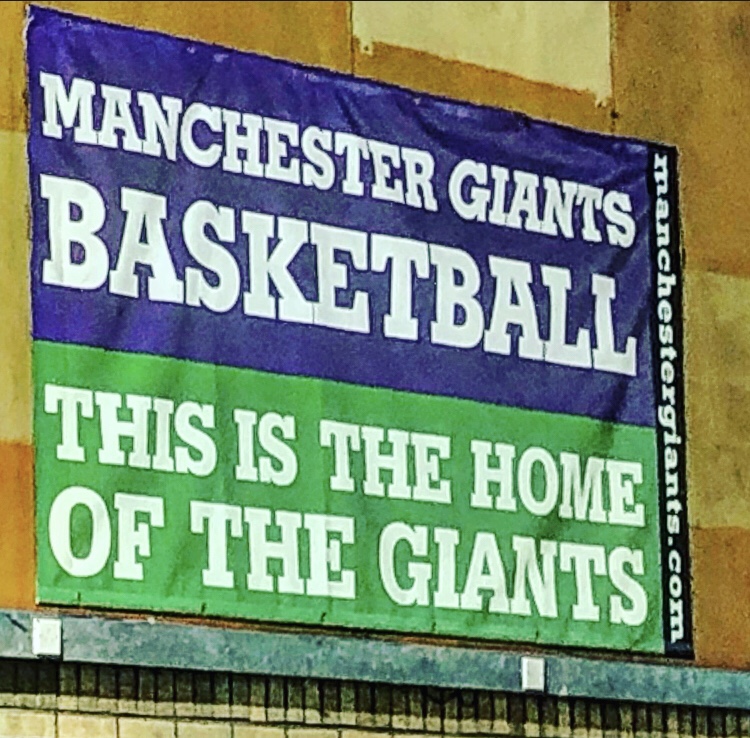 MANCHESTER GIANTS
BASKETBALL
THIS IS THE HOME
OF THE GIANTS
manchestergiants.com